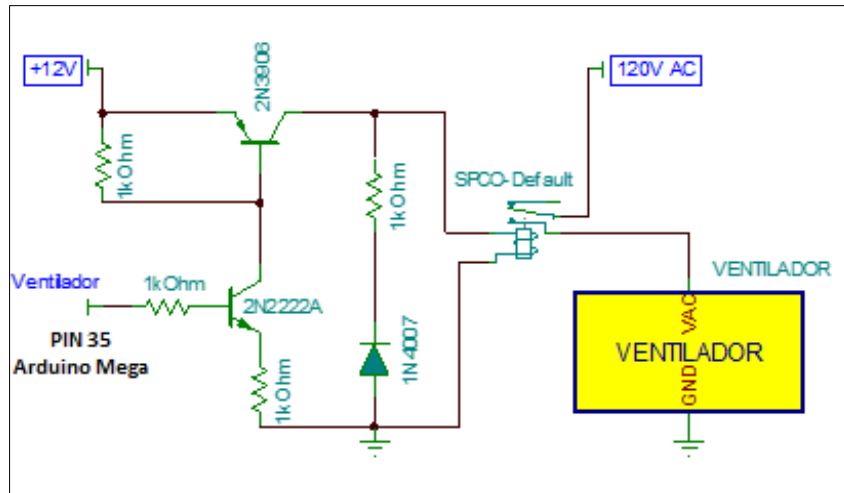 +12V
2N3906
120V AC
1kOhm
1kOhm
SPCO-Default
Ventilador
1kOhm
2N2222A
VENTILADOR
PIN 35
Arduino Mega
1kOhm
1N4007
VAC
VENTILADOR
GND